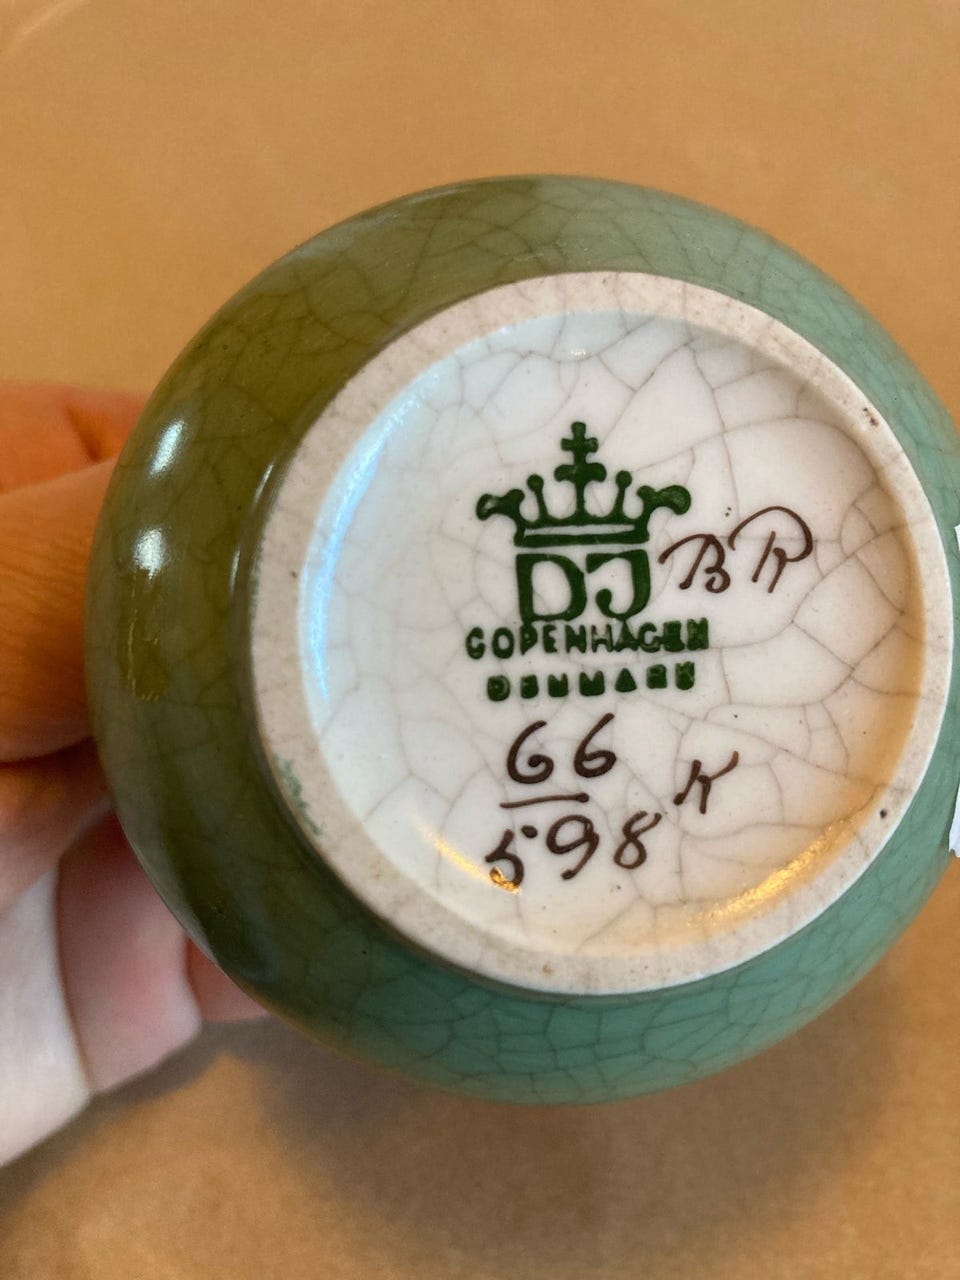 DJ
BR
COPENHAGEN
DENMARK
66
K
598